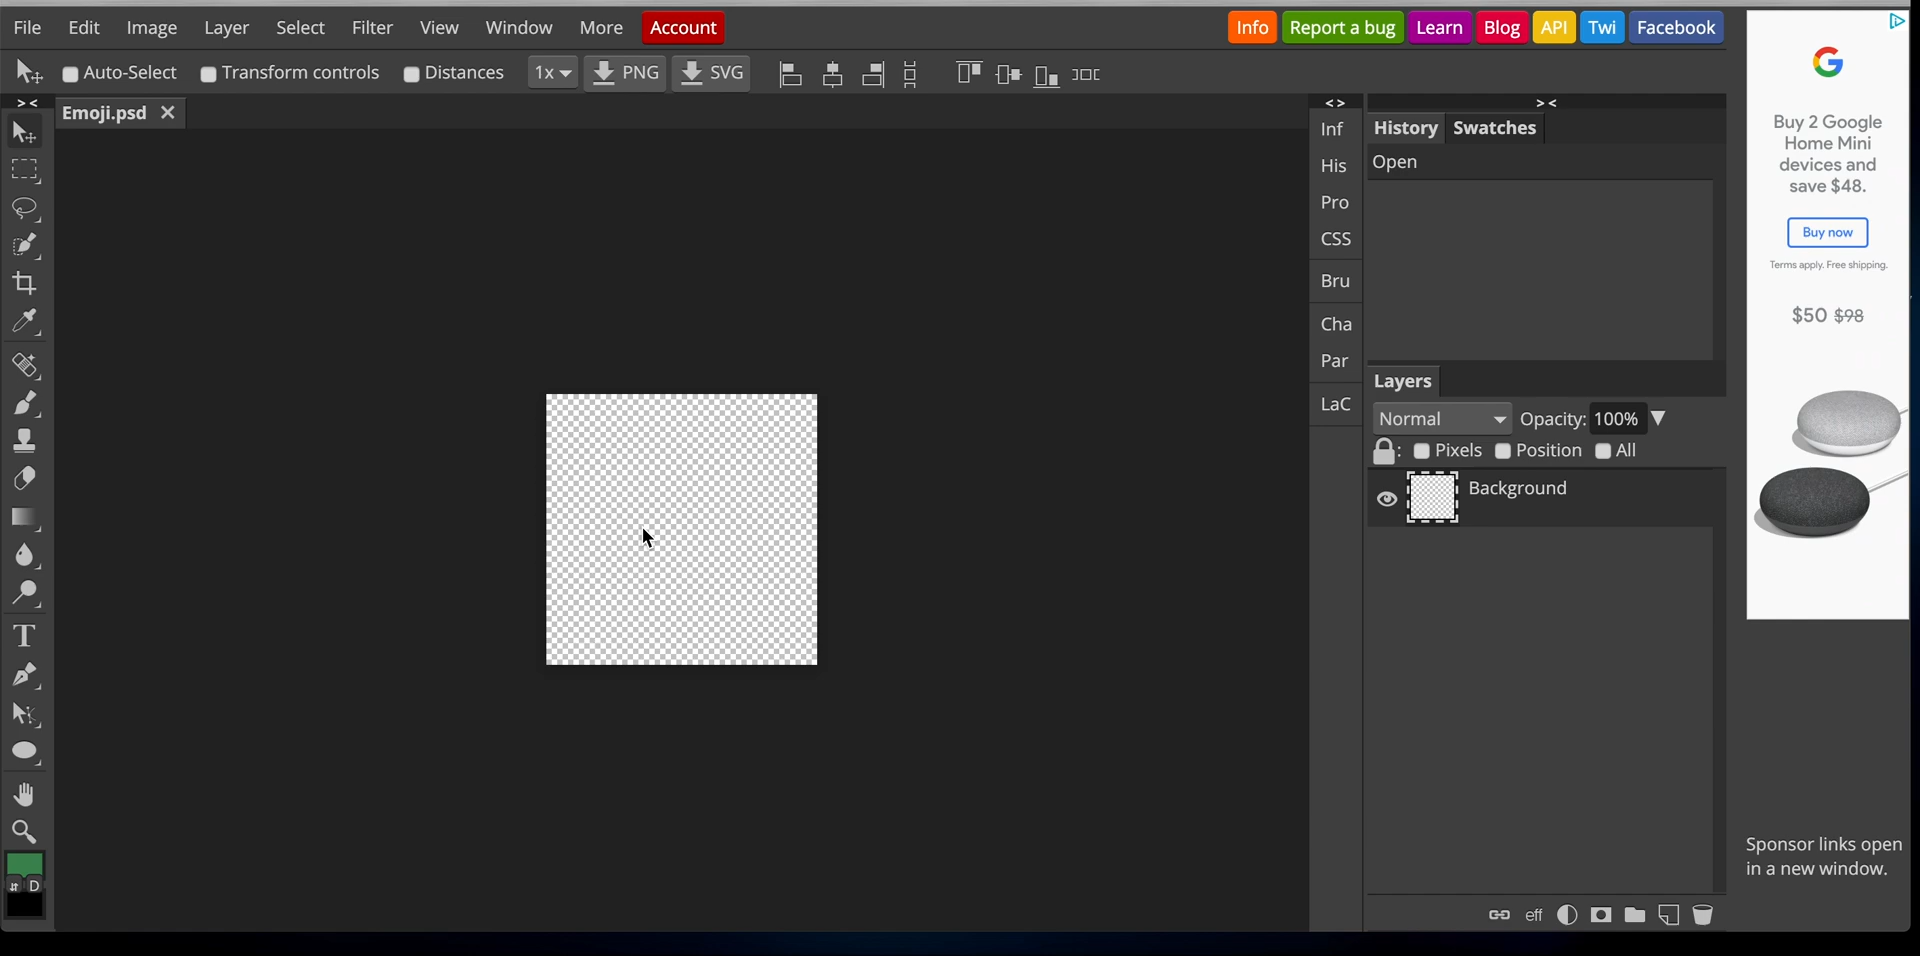 File Edit Image Layer Select Filter View Window More Account
Info Report a bug Learn Blog API Twi Facebook
Auto-Select Transform controls Distances 1x PNG SVG
> <
Emoji.psd
< >
> <
Inf
His
Pro
CSS
Bru
Cha
Par
LaC
History Swatches
Open
Layers
Normal Opacity: 100%
: Pixels Position All
Background
eff
T
D
G
Buy 2 Google
Home Mini
devices and
save $48.
Buy now
Terms apply. Free shipping.
$50 $98
Sponsor links open
in a new window.